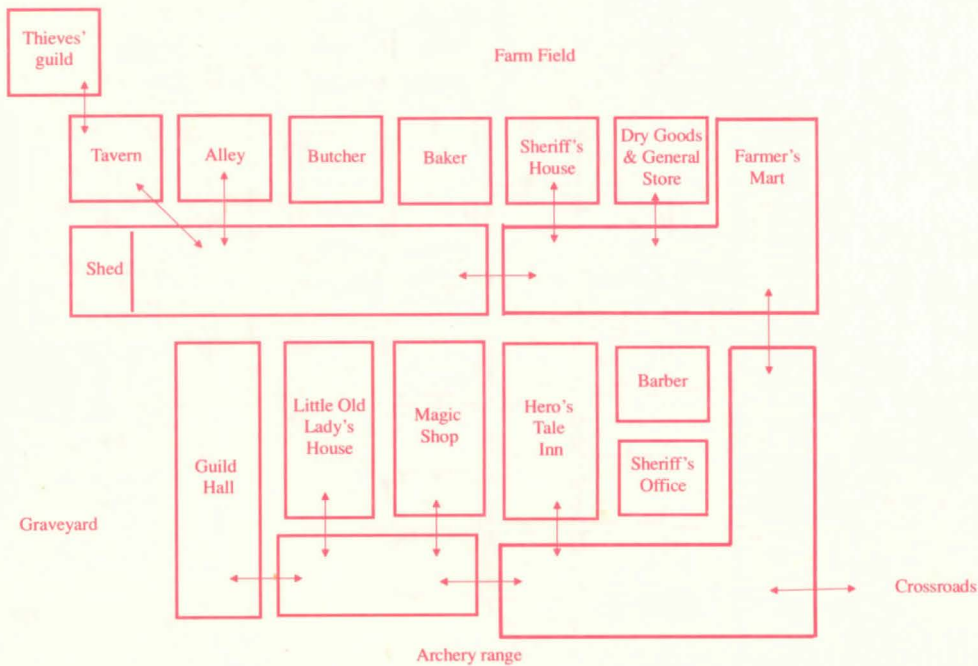 Thieves'
guild
Farm Field
Tavern
Alley
Butcher
Baker
Sheriff's
House
Dry Goods
& General
Store
Farmer's
Mart
Shed
Guild
Hall
Little Old
Lady's
House
Magic
Shop
Hero's
Tale
Inn
Barber
Sheriff's
Office
Graveyard
Crossroads
Archery range